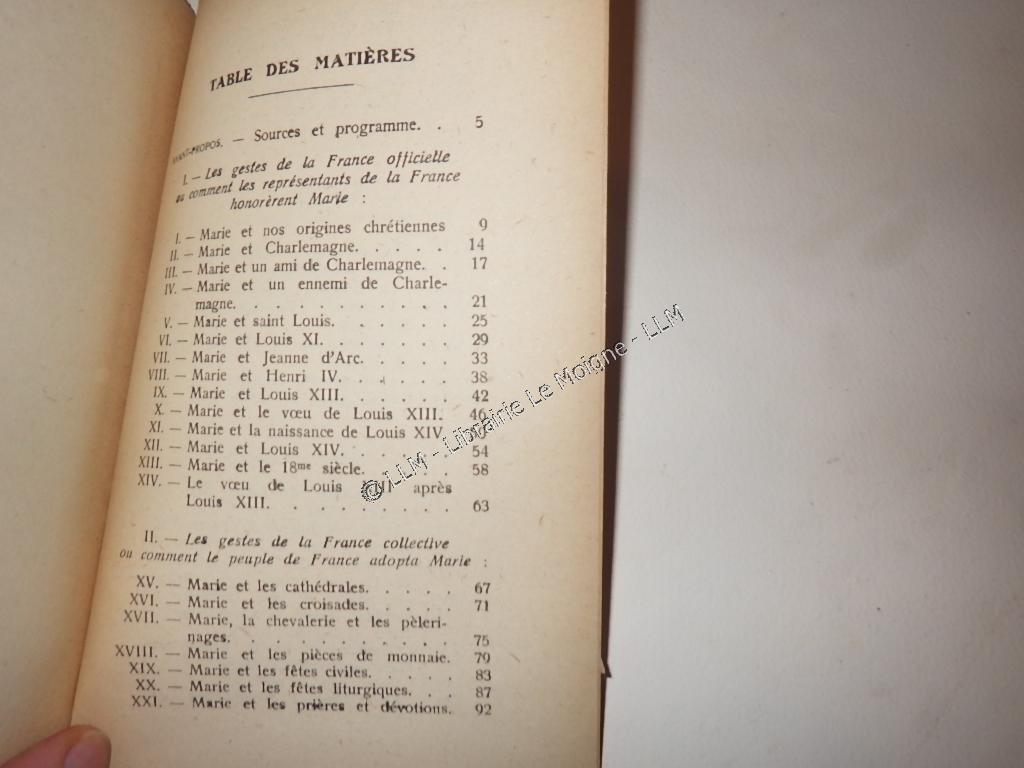 TABLE DES MATIÈRES
AVANT-PROPOS. — Sources et programme. . 5
I. — Les gestes de la France officielle
ou comment les représentants de la France
honorèrent Marie :
I. — Marie et nos origines chrétiennes 9
II. — Marie et Charlemagne. . . . . 14
III. — Marie et un ami de Charlemagne. . 17
IV. — Marie et un ennemi de Charle-
magne. . . . . . . . . . 21
V. — Marie et saint Louis. . . . . . 25
VI. — Marie et Louis XI. . . . . . 29
VII. — Marie et Jeanne d'Arc. . . . . 33
VIII. — Marie et Henri IV. . . . . . 38
IX. — Marie et Louis XIII. . . . . . 42
X. — Marie et le vœu de Louis XIII. 46
XI. — Marie et la naissance de Louis XIV
XII. — Marie et Louis XIV. . . . . . 54
XIII. — Marie et le 18me siècle. . . . . 58
XIV. — Le vœu de Louis après
Louis XIII. . . . . . . . . 63
II. — Les gestes de la France collective
ou comment le peuple de France adopta Marie :
XV. — Marie et les cathédrales. . . . . 67
XVI. — Marie et les croisades. . . . . 71
XVII. — Marie, la chevalerie et les pèleri-
nages. . . . . . . . . . 75
XVIII. — Marie et les pièces de monnaie. 79
XIX. — Marie et les fêtes civiles. . . . . 83
XX. — Marie et les fêtes liturgiques. . . 87
XXI. — Marie et les prières et dévotions. 92
© LLM - Librairie Le Moigne - LLM